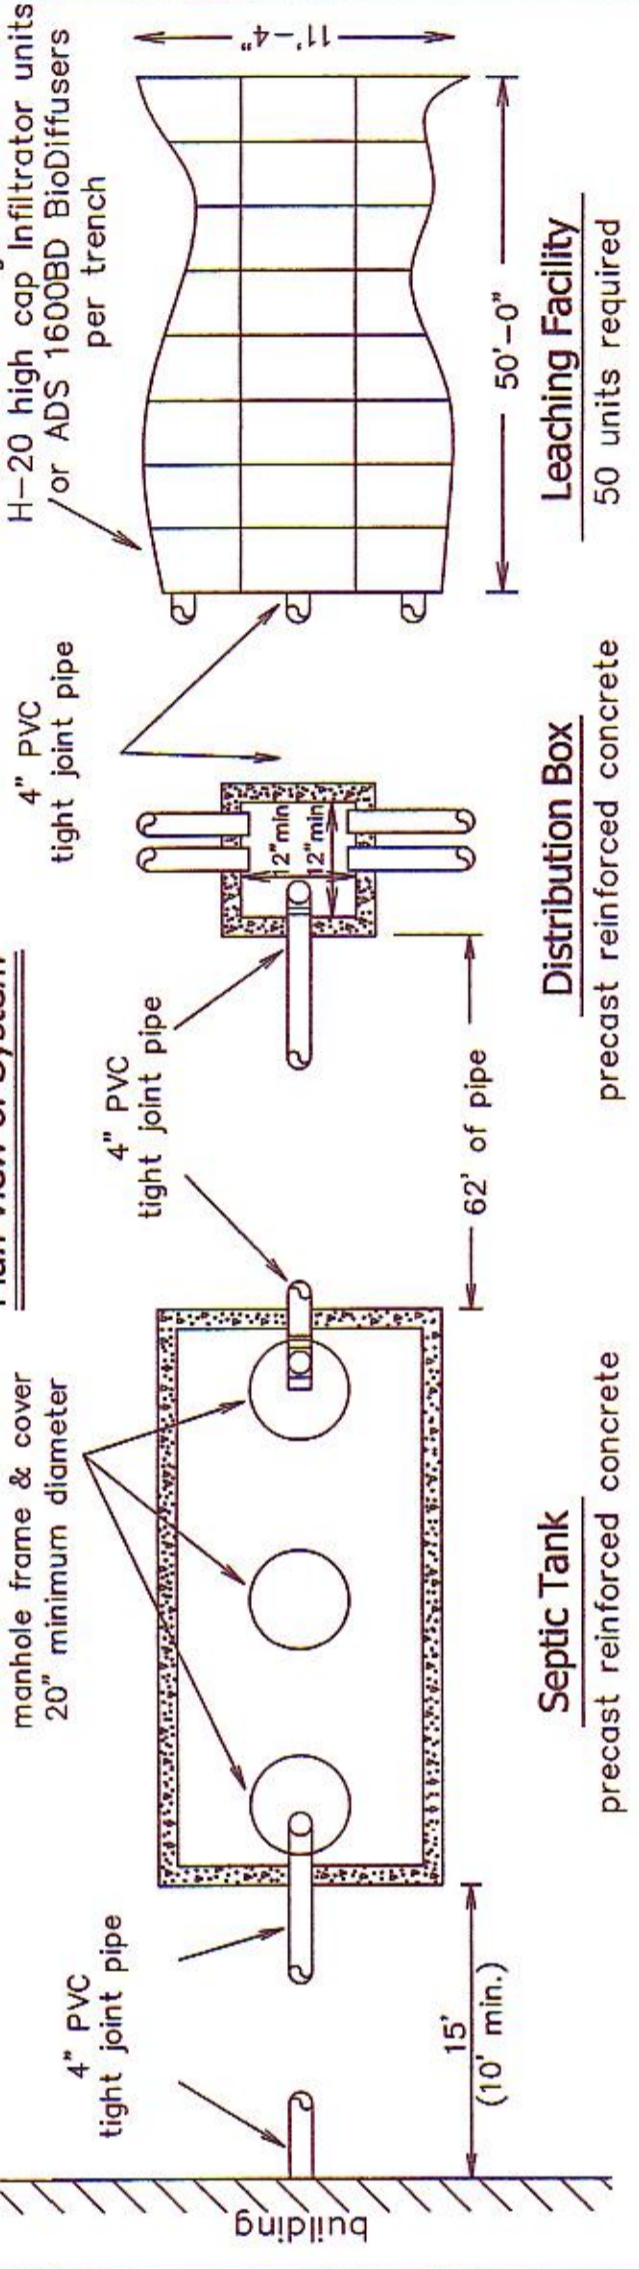 Plan View of System
building
4" PVC
tight joint pipe
15'
(10' min.)
manhole frame & cover
20" minimum diameter
Septic Tank
precast reinforced concrete
4" PVC
tight joint pipe
62' of pipe
12"min
12"min
Distribution Box
precast reinforced concrete
4" PVC
tight joint pipe
H-20 high cap Infiltrator units
or ADS 1600BD BioDiffusers
per trench
11'-4"
50'-0"
Leaching Facility
50 units required